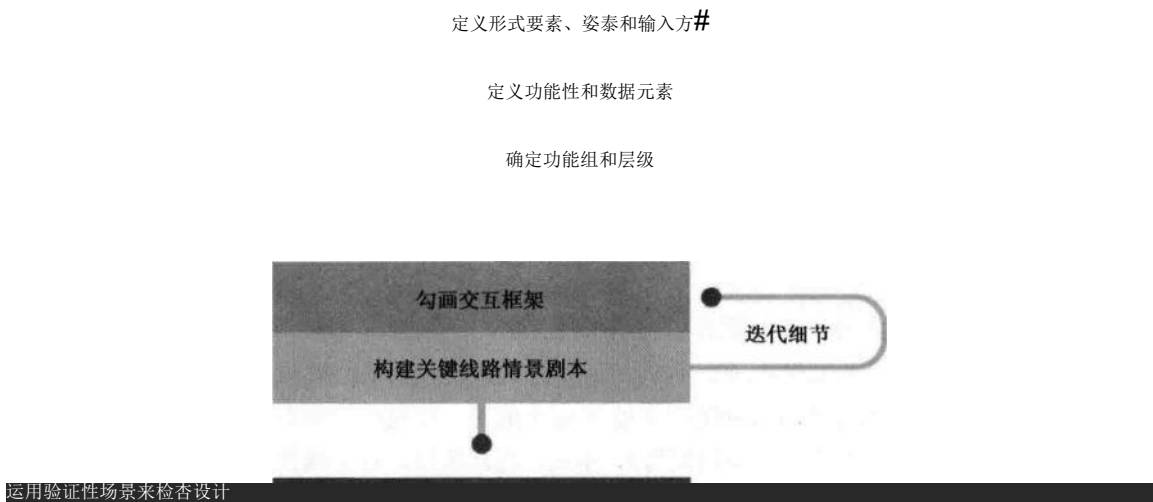 定义形式要素、姿泰和输入方#
定义功能性和数据元素
确定功能组和层级
勾画交互框架
迭代细节
构建关键线路情景剧本
运用验证性场景来检杏设计